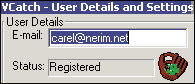 VCatch - User Details and Settings
User Details
E-mail: carel@nerim.net
Status: Registered